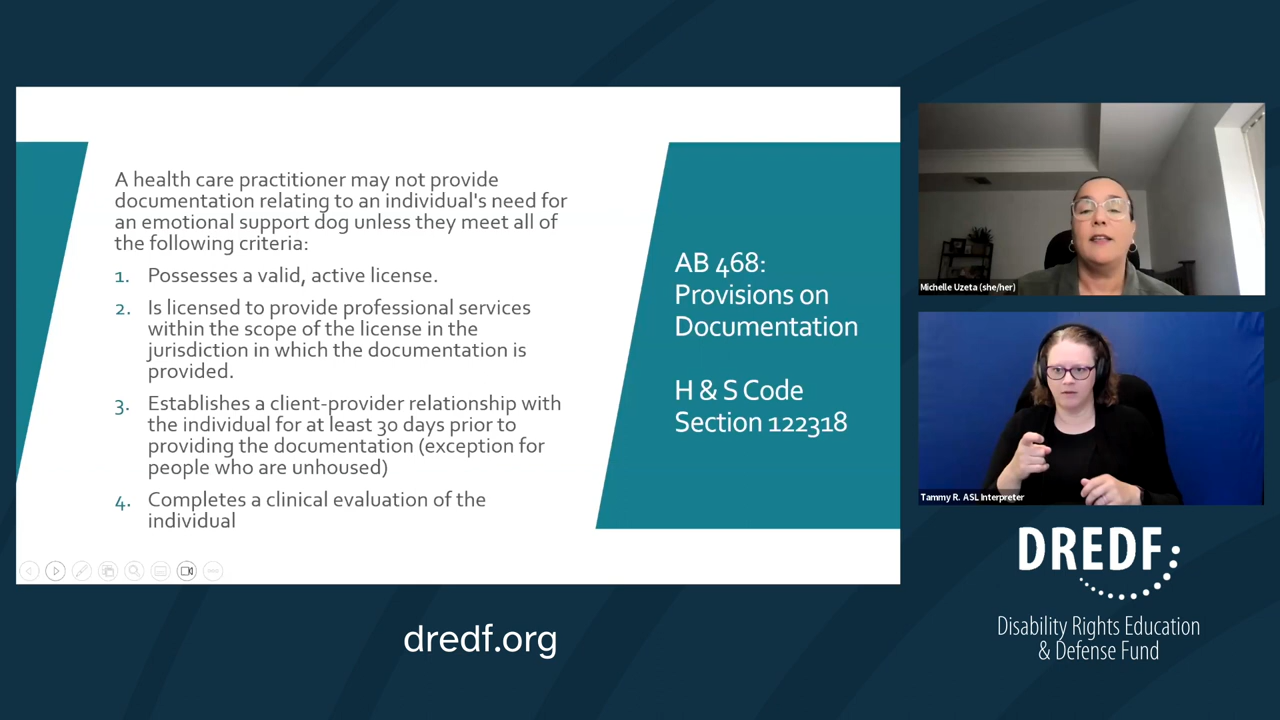 A health care practitioner may not provide
documentation relating to an individual's need for
an emotional support dog unless they meet all of
the following criteria:
1. Possesses a valid, active license.
2. Is licensed to provide professional services
within the scope of the license in the
jurisdiction in which the documentation is
provided.
3. Establishes a client-provider relationship with
the individual for at least 30 days prior to
providing the documentation (exception for
people who are unhoused)
4. Completes a clinical evaluation of the
individual
AB 468:
Provisions on
Documentation
H & S Code
Section 122318
Michelle Uzeta (she/her)
Tammy R. ASL Interpreter
DREDF
Disability Rights Education
& Defense Fund
dredf.org